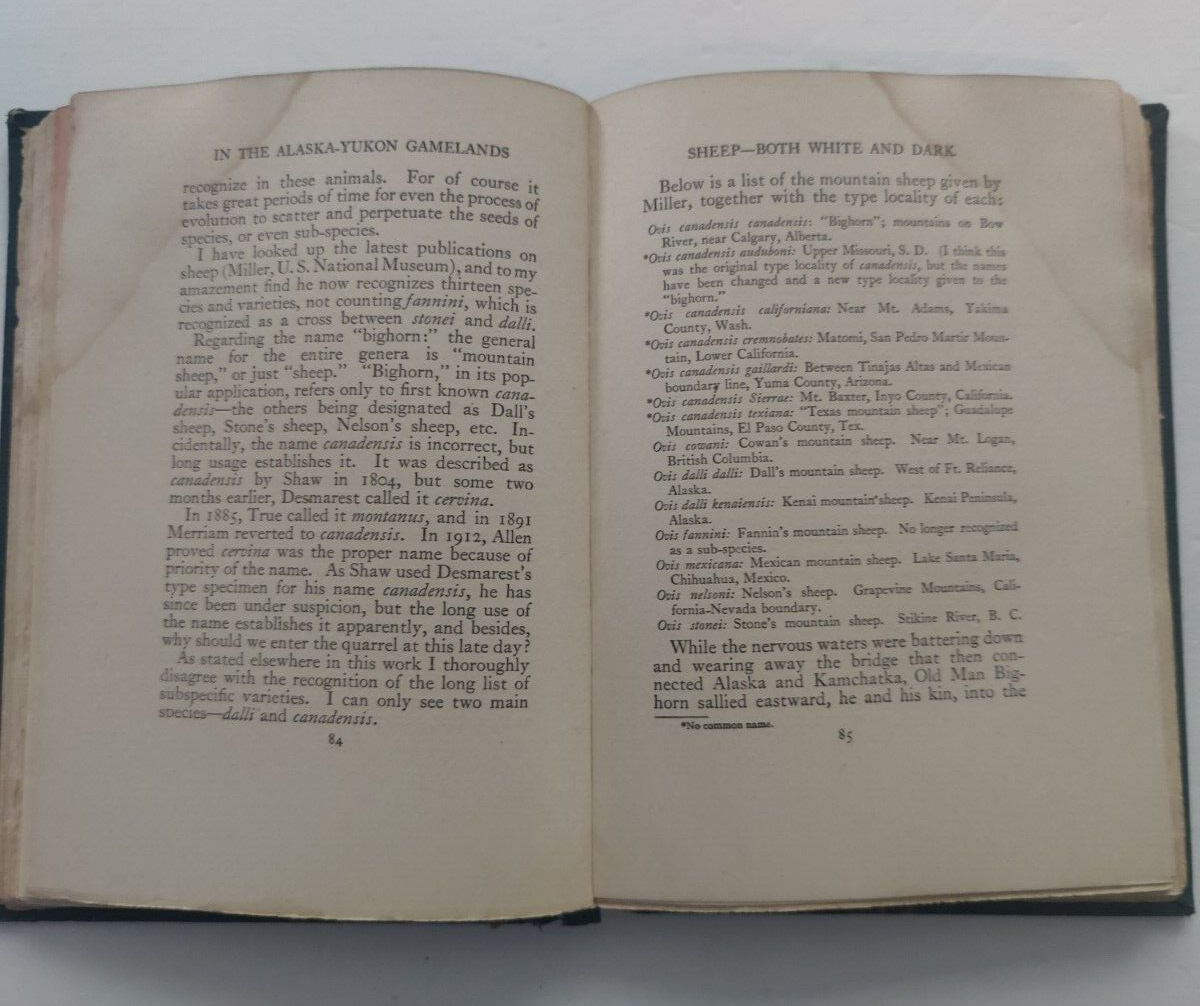 IN THE ALASKA-YUKON GAMELANDS
recognize in these animals. For of course it
takes great periods of time for even the process of
evolution to scatter and perpetuate the seeds of
species, or even sub-species.
I have looked up the latest publications on
sheep (Miller, U. S. National Museum), and to my
amazement find he now recognizes thirteen spe-
cies and varieties, not counting fannini, which is
recognized as a cross between stonei and dalli.
Regarding the name "bighorn:" the general
name for the entire genera is "mountain
sheep," or just "sheep." "Bighorn," in its pop-
ular application, refers only to first known cana-
densis—the others being designated as Dall's
sheep, Stone's sheep, Nelson's sheep, etc. In-
cidentally, the name canadensis is incorrect, but
long usage establishes it. It was described as
canadensis by Shaw in 1804, but some two
months earlier, Desmarest called it cervina.
In 1885, True called it montanus, and in 1891
Merriam reverted to canadensis. In 1912, Allen
proved cervina was the proper name because of
priority of the name. As Shaw used Desmarest's
type specimen for his name canadensis, he has
since been under suspicion, but the long use of
the name establishes it apparently, and besides,
why should we enter the quarrel at this late day?
As stated elsewhere in this work I thoroughly
disagree with the recognition of the long list of
subspecific varieties. I can only see two main
species—dalli and canadensis.
84
SHEEP—BOTH WHITE AND DARK
Below is a list of the mountain sheep given by
Miller, together with the type locality of each:
Ovis canadensis canadensis: "Bighorn"; mountains on Bow
River, near Calgary, Alberta.
*Ovis canadensis auduboni: Upper Missouri, S. D. (I think this
was the original type locality of canadensis, but the names
have been changed and a new type locality given to the
"bighorn."
*Ovis canadensis californiana: Near Mt. Adams, Yakima
County, Wash.
*Ovis canadensis cremnobates: Matomi, San Pedro Martir Moun-
tain, Lower California.
*Ovis canadensis gaillardi: Between Tinajas Altas and Mexican
boundary line, Yuma County, Arizona.
*Ovis canadensis Sierrae: Mt. Baxter, Inyo County, California.
*Ovis canadensis texiana: "Texas mountain sheep"; Guadalupe
Mountains, El Paso County, Tex.
Ovis cowani: Cowan's mountain sheep. Near Mt. Logan,
British Columbia.
Ovis dalli dalli: Dall's mountain sheep. West of Ft. Reliance,
Alaska.
Ovis dalli kenaiensis: Kenai mountain sheep. Kenai Peninsula,
Alaska.
Ovis fannini: Fannin's mountain sheep. No longer recognized
as a sub-species.
Ovis mexicana: Mexican mountain sheep. Lake Santa Maria,
Chihuahua, Mexico.
Ovis nelsoni: Nelson's sheep. Grapevine Mountains, Cali-
fornia-Nevada boundary.
Ovis stonei: Stone's mountain sheep. Stikine River, B. C.
While the nervous waters were battering down
and wearing away the bridge that then con-
nected Alaska and Kamchatka, Old Man Big-
horn sallied eastward, he and his kin, into the
*No common name.
85